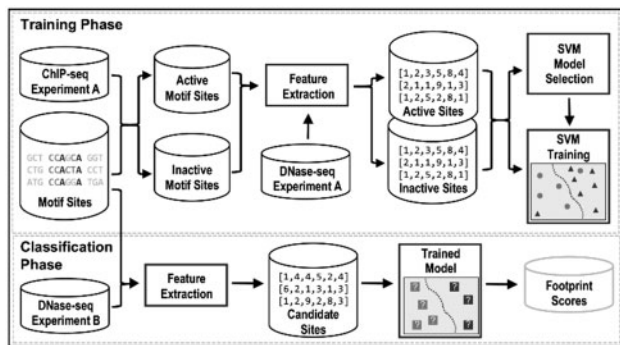 Training Phase
ChIP-seq
Experiment A
GCT CCAGCA GGT
CTG CCACTA CCT
ATG CCAGGA TGA
Motif Sites
Active
Motif Sites
Inactive
Motif Sites
Feature
Extraction
DNase-seq
Experiment A
[1,2,3,5,8,4]
[2,1,1,9,1,3]
[1,2,5,2,8,1]
Active Sites
[1,2,3,5,8,4]
[2,1,1,9,1,3]
[1,2,5,2,8,1]
Inactive Sites
SVM
Model
Selection
SVM
Training
Classification
Phase
DNase-seq
Experiment B
Feature
Extraction
[1,4,4,5,2,4]
[6,2,1,3,1,3]
[1,2,9,2,8,3]
Candidate
Sites
Trained
Model
? ?
? ?
? ?
Footprint
Scores